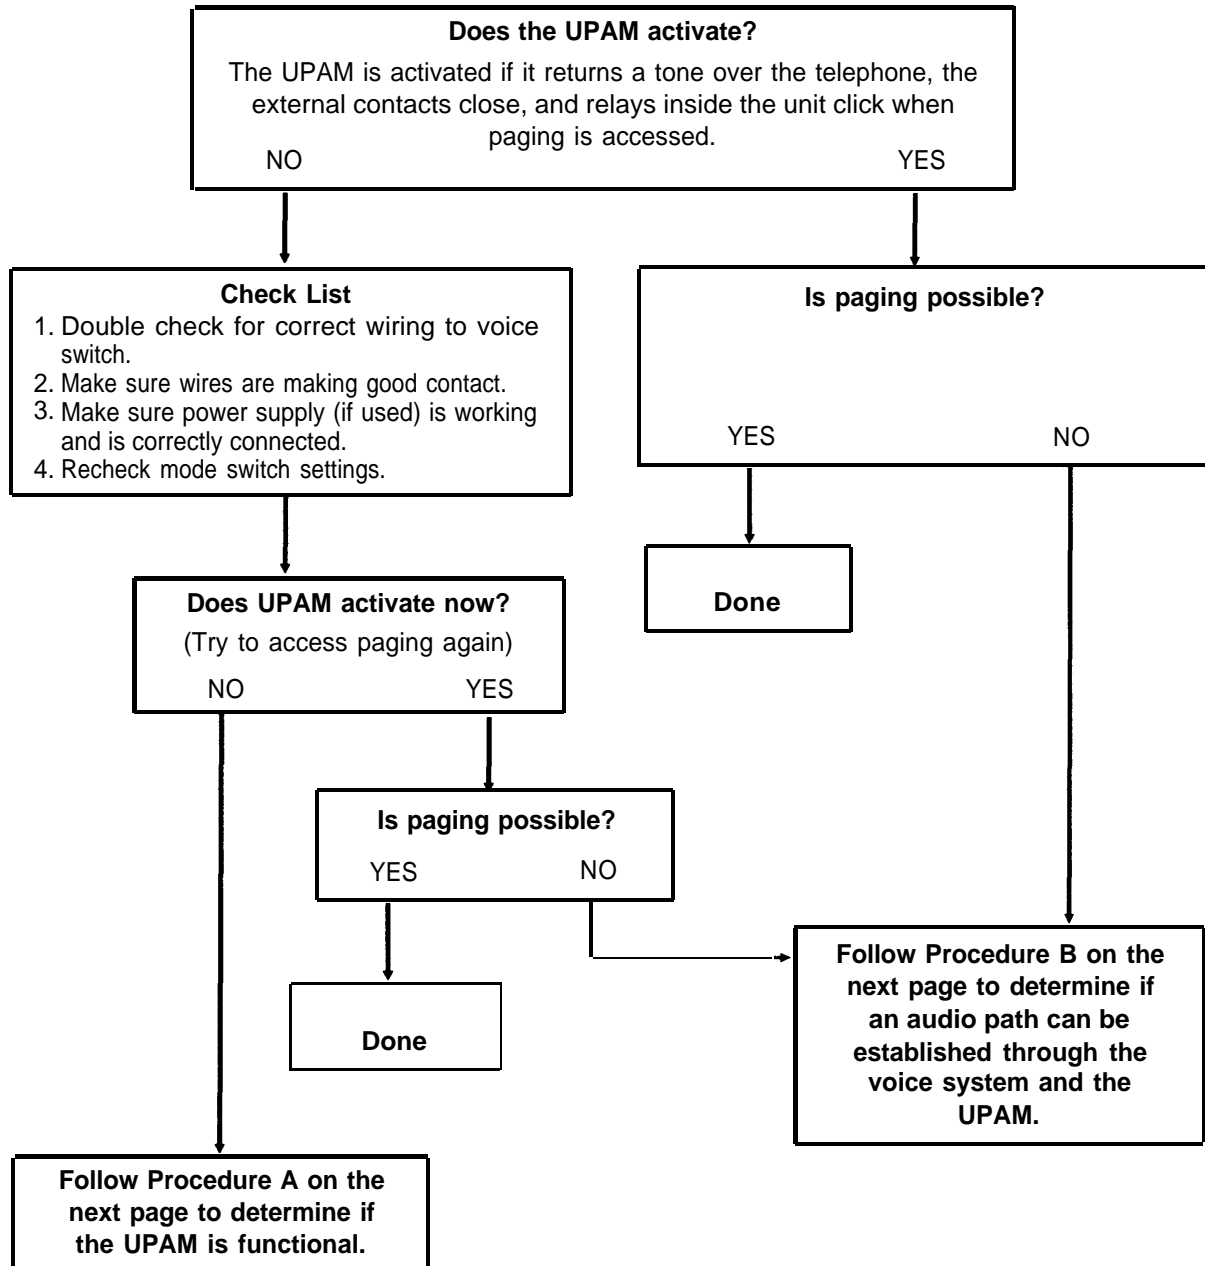 Does the UPAM activate?
The UPAM is activated if it returns a tone over the telephone, the
external contacts close, and relays inside the unit click when
paging is accessed.
NO
YES
Check List
1. Double check for correct wiring to voice
switch.
2. Make sure wires are making good contact.
3. Make sure power supply (if used) is working
and is correctly connected.
4. Recheck mode switch settings.
Is paging possible?
YES
NO
Done
Does UPAM activate now?
(Try to access paging again)
NO
YES
Is paging possible?
YES
NO
Done
Follow Procedure B on the
next page to determine if
an audio path can be
established through the
voice system and the
UPAM.
Follow Procedure A on the
next page to determine if
the UPAM is functional.